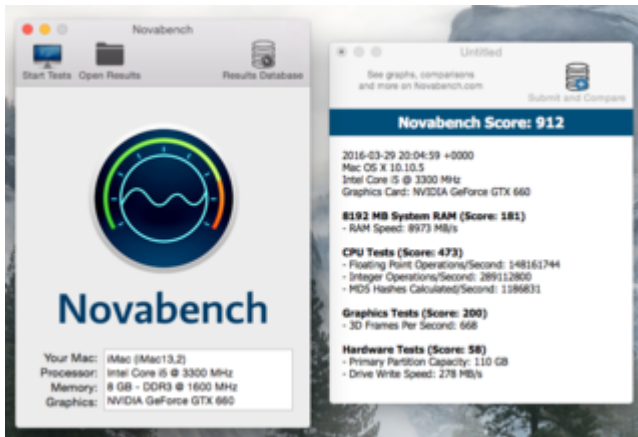 Novabench
Start Tests
Open Results
Results Database
Novabench
Your Mac: iMac (iMac13,2)
Processor: Intel Core i5 @ 3300 MHz
Memory: 8 GB - DDR3 @ 1600 MHz
Graphics: NVIDIA GeForce GTX 660
Untitled
See graphs, comparisons
and more on Novabench.com
Submit and Compare
Novabench Score: 912
2016-03-29 20:04:59 +0000
Mac OS X 10.10.5
Intel Core i5 @ 3300 MHz
Graphics Card: NVIDIA GeForce GTX 660
8192 MB System RAM (Score: 181)
- RAM Speed: 8973 MB/s
CPU Tests (Score: 473)
- Floating Point Operations/Second: 148161744
- Integer Operations/Second: 289112800
- MD5 Hashes Calculated/Second: 1186831
Graphics Tests (Score: 200)
- 3D Frames Per Second: 668
Hardware Tests (Score: 58)
- Primary Partition Capacity: 110 GB
- Drive Write Speed: 278 MB/s